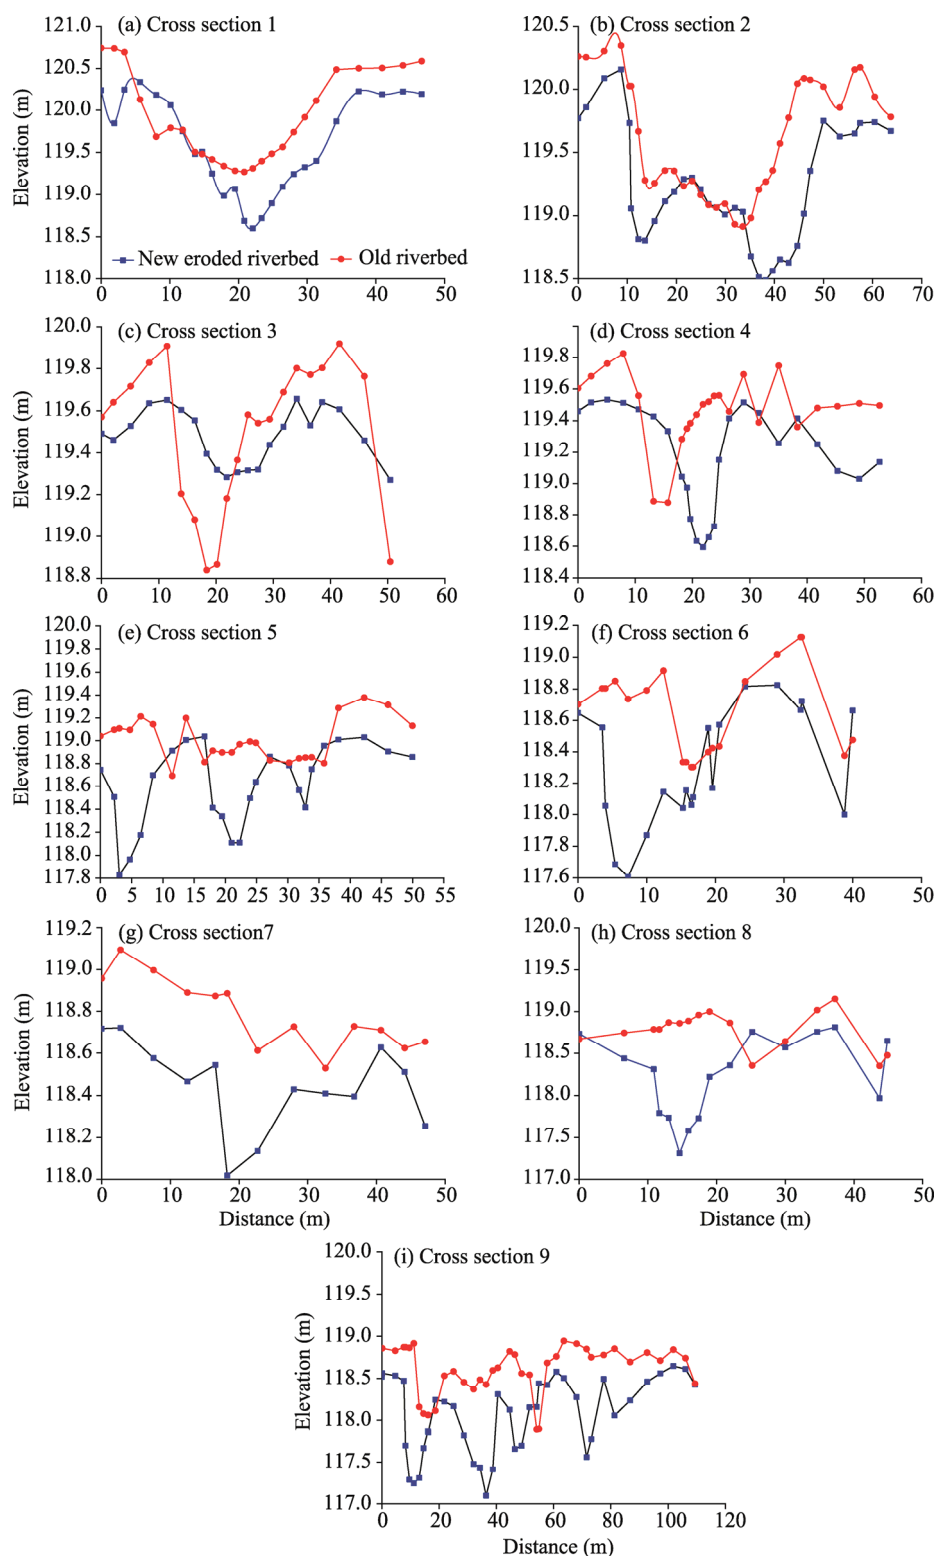 (a) Cross section 1
Elevation (m)
121.0
120.5
120.0
119.5
119.0
118.5
118.0
New eroded riverbed
Old riverbed
0 10 20 30 40 50
(b) Cross section 2
120.5
120.0
119.5
119.0
118.5
0 10 20 30 40 50 60 70
(c) Cross section 3
Elevation (m)
120.0
119.8
119.6
119.4
119.2
119.0
118.8
0 10 20 30 40 50 60
(d) Cross section 4
120.0
119.8
119.6
119.4
119.2
119.0
118.8
118.6
118.4
0 10 20 30 40 50 60
(e) Cross section 5
Elevation (m)
120.0
119.8
119.6
119.4
119.2
119.0
118.8
118.6
118.4
118.2
118.0
117.8
0 5 10 15 20 25 30 35 40 45 50 55
(f) Cross section 6
119.2
119.0
118.8
118.6
118.4
118.2
118.0
117.8
117.6
0 10 20 30 40 50
(g) Cross section7
Elevation (m)
119.2
119.0
118.8
118.6
118.4
118.2
118.0
0 10 20 30 40 50
Distance (m)
(h) Cross section 8
120.0
119.5
119.0
118.5
118.0
117.5
117.0
0 10 20 30 40 50
Distance (m)
(i) Cross section 9
Elevation (m)
120.0
119.5
119.0
118.5
118.0
117.5
117.0
0 20 40 60 80 100 120
Distance (m)